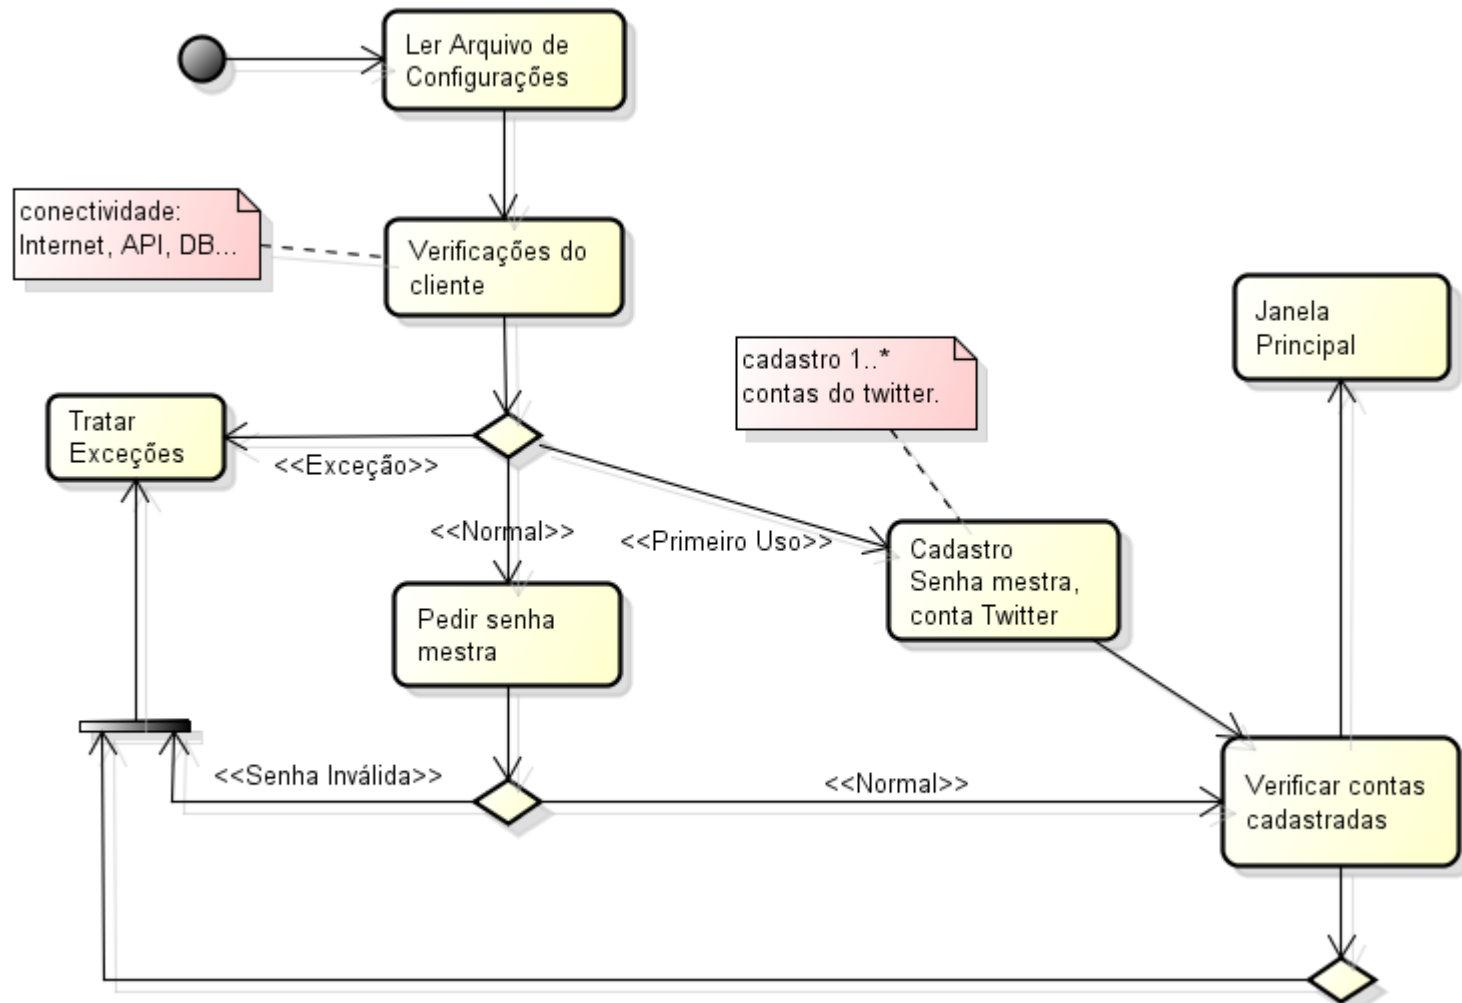 Ler Arquivo de
Configurações
conectividade:
Internet, API, DB...
Verificações do
cliente
Janela
Principal
cadastro 1..*
contas do twitter.
Tratar
Exceções
<<Exceção>>
<<Normal>>
<<Primeiro Uso>>
Cadastro
Senha mestra,
conta Twitter
Pedir senha
mestra
<<Senha Inválida>>
<<Normal>>
Verificar contas
cadastradas